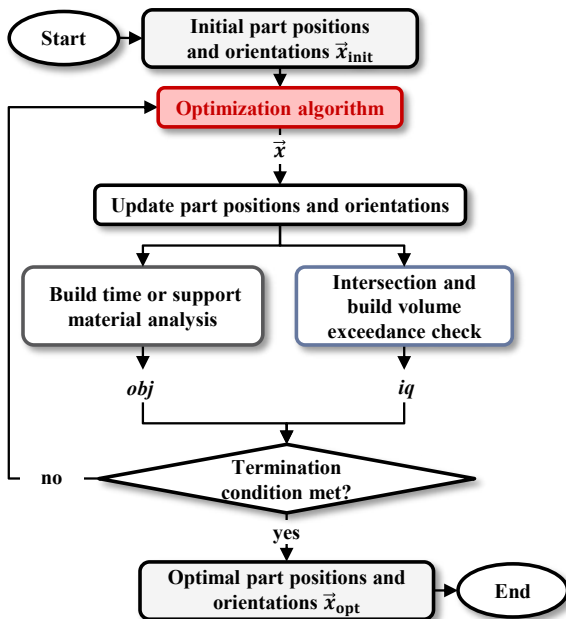 Start
Initial part positions
and orientations x⃗init
Optimization algorithm
x⃗
Update part positions and orientations
Build time or support
material analysis
Intersection and
build volume
exceedance check
obj
iq
Termination
condition met?
no
yes
Optimal part positions and
orientations x⃗opt
End